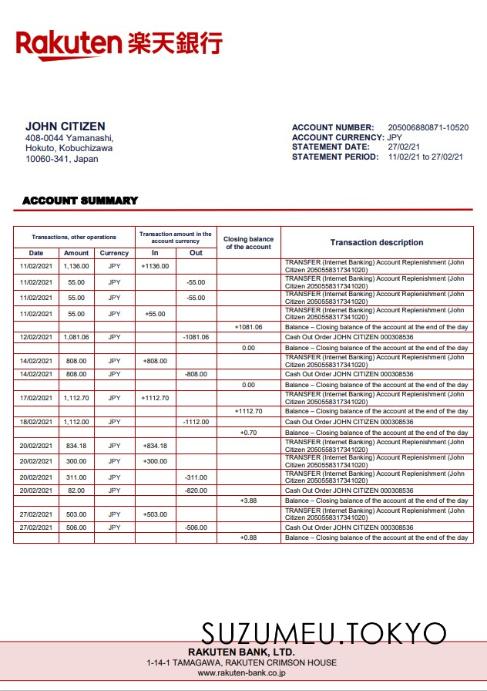 Rakuten 楽天銀行
JOHN CITIZEN
408-0044 Yamanashi,
Hokuto, Kobuchizawa
10060-341, Japan
ACCOUNT NUMBER: 205006880871-10520
ACCOUNT CURRENCY: JPY
STATEMENT DATE: 27/02/21
STATEMENT PERIOD: 11/02/21 to 27/02/21
ACCOUNT SUMMARY
Transactions, other operations Transaction amount in the account currency Closing balance of the account Transaction description
Date Amount Currency In Out
11/02/2021 1,136.00 JPY +1136.00 TRANSFER (Internet Banking) Account Replenishment (John Citizen 2050558317341020)
11/02/2021 55.00 JPY -55.00 TRANSFER (Internet Banking) Account Replenishment (John Citizen 2050558317341020)
11/02/2021 55.00 JPY -55.00 TRANSFER (Internet Banking) Account Replenishment (John Citizen 2050558317341020)
11/02/2021 55.00 JPY +55.00 TRANSFER (Internet Banking) Account Replenishment (John Citizen 2050558317341020)
+1081.06 Balance – Closing balance of the account at the end of the day
12/02/2021 1,081.06 JPY -1081.06 Cash Out Order JOHN CITIZEN 000308536
0.00 Balance – Closing balance of the account at the end of the day
14/02/2021 808.00 JPY +808.00 TRANSFER (Internet Banking) Account Replenishment (John Citizen 2050558317341020)
14/02/2021 808.00 JPY -808.00 Cash Out Order JOHN CITIZEN 000308536
0.00 Balance – Closing balance of the account at the end of the day
17/02/2021 1,112.70 JPY +1112.70 TRANSFER (Internet Banking) Account Replenishment (John Citizen 2050558317341020)
+1112.70 Balance – Closing balance of the account at the end of the day
18/02/2021 1,112.00 JPY -1112.00 Cash Out Order JOHN CITIZEN 000308536
+0.70 Balance – Closing balance of the account at the end of the day
20/02/2021 834.18 JPY +834.18 TRANSFER (Internet Banking) Account Replenishment (John Citizen 2050558317341020)
20/02/2021 300.00 JPY +300.00 TRANSFER (Internet Banking) Account Replenishment (John Citizen 2050558317341020)
20/02/2021 311.00 JPY -311.00 Cash Out Order JOHN CITIZEN 000308536
20/02/2021 82.00 JPY -820.00 Cash Out Order JOHN CITIZEN 000308536
+3.88 Balance – Closing balance of the account at the end of the day
27/02/2021 503.00 JPY +503.00 TRANSFER (Internet Banking) Account Replenishment (John Citizen 2050558317341020)
27/02/2021 506.00 JPY -506.00 Cash Out Order JOHN CITIZEN 000308536
+0.88 Balance – Closing balance of the account at the end of the day
SUZUMEU.TOKYO
RAKUTEN BANK, LTD.
1-14-1 TAMAGAWA, RAKUTEN CRIMSON HOUSE
www.rakuten-bank.co.jp